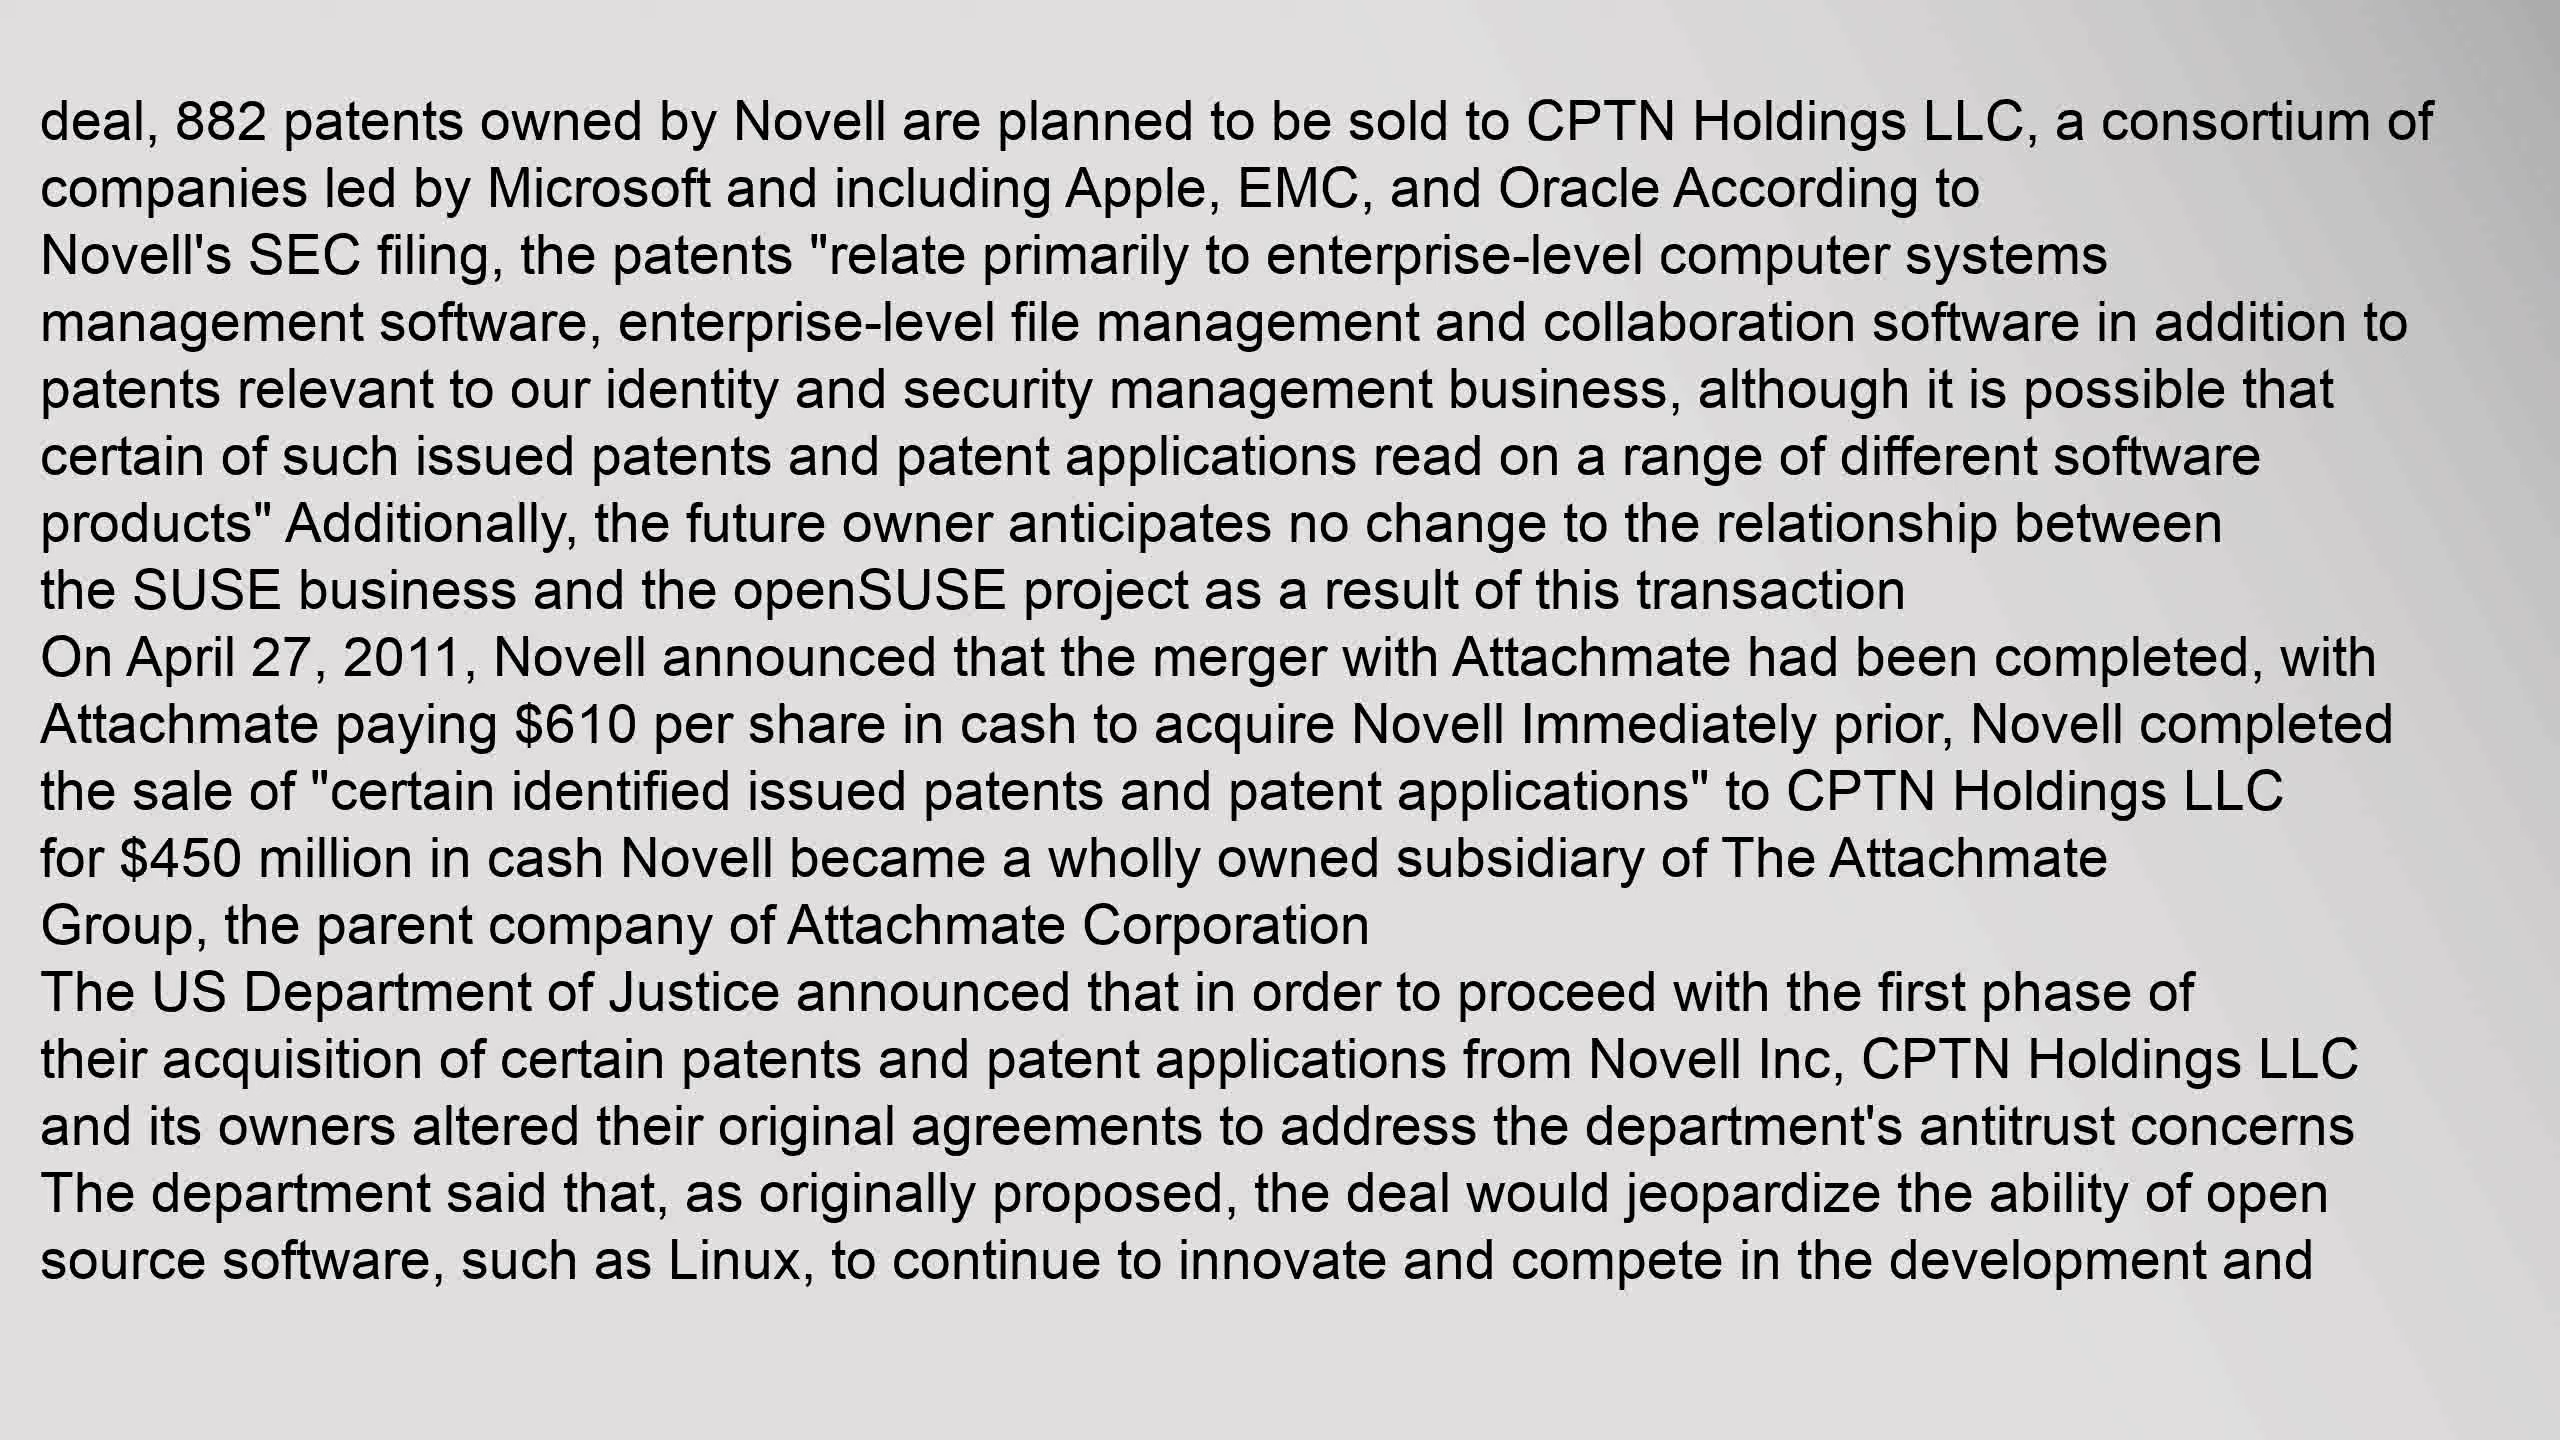 deal, 882 patents owned by Novell are planned to be sold to CPTN Holdings LLC, a consortium of
companies led by Microsoft and including Apple, EMC, and Oracle According to
Novell's SEC filing, the patents "relate primarily to enterprise-level computer systems
management software, enterprise-level file management and collaboration software in addition to
patents relevant to our identity and security management business, although it is possible that
certain of such issued patents and patent applications read on a range of different software
products" Additionally, the future owner anticipates no change to the relationship between
the SUSE business and the openSUSE project as a result of this transaction
On April 27, 2011, Novell announced that the merger with Attachmate had been completed, with
Attachmate paying $610 per share in cash to acquire Novell Immediately prior, Novell completed
the sale of "certain identified issued patents and patent applications" to CPTN Holdings LLC
for $450 million in cash Novell became a wholly owned subsidiary of The Attachmate
Group, the parent company of Attachmate Corporation
The US Department of Justice announced that in order to proceed with the first phase of
their acquisition of certain patents and patent applications from Novell Inc, CPTN Holdings LLC
and its owners altered their original agreements to address the department's antitrust concerns
The department said that, as originally proposed, the deal would jeopardize the ability of open
source software, such as Linux, to continue to innovate and compete in the development and